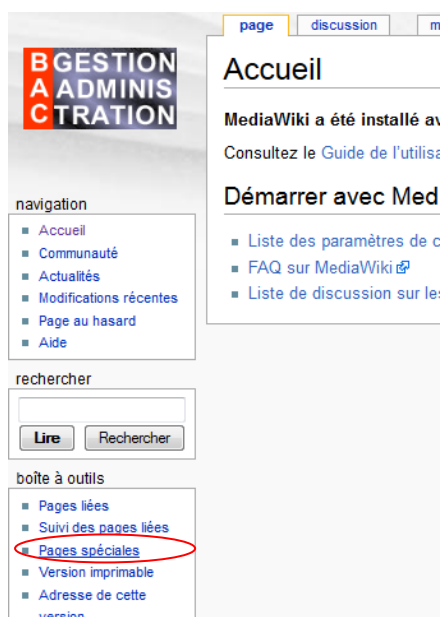 page
discussion
m
B GESTION
A ADMINIS
C TRATION
Accueil
MediaWiki a été installé av
Consultez le Guide de l'utilisa
Démarrer avec Med
Liste des paramètres de c
FAQ sur MediaWiki
Liste de discussion sur les
navigation
Accueil
Communauté
Actualités
Modifications récentes
Page au hasard
Aide
rechercher
Lire
Rechercher
boîte à outils
Pages liées
Suivi des pages liées
Pages spéciales
Version imprimable
Adresse de cette
version